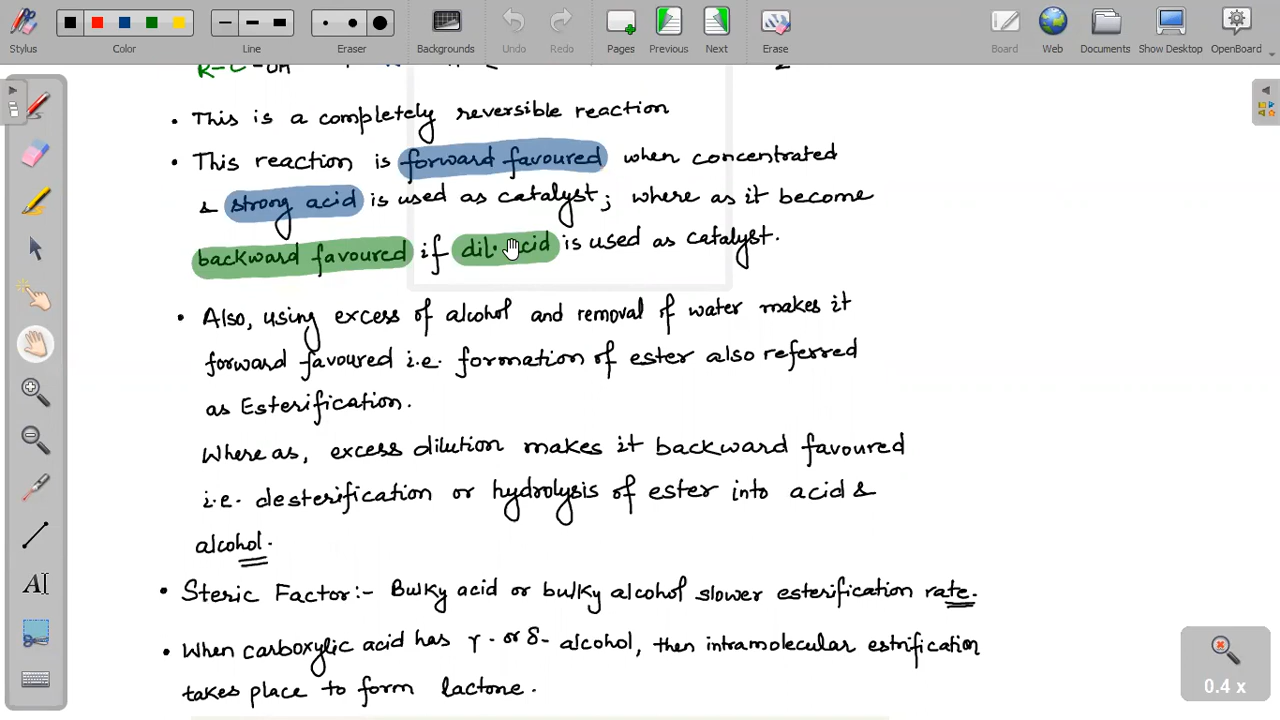 Stylus
Color
Line
Eraser
Backgrounds
Undo
Redo
Pages
Previous
Next
Erase
Board
Web
Documents
Show Desktop
OpenBoard
R-C-OH
• This is a completely reversible reaction
• This reaction is forward favoured when concentrated
& strong acid is used as catalyst; where as it become
backward favoured if dil. acid is used as catalyst.
• Also, using excess of alcohol and removal of water makes it
forward favoured i.e. formation of ester also referred
as Esterification.
Where as, excess dilution makes it backward favoured
i.e. desterification or hydrolysis of ester into acid &
alcohol.
• Steric Factor:- Bulky acid or bulky alcohol slower esterification rate.
• When carboxylic acid has γ- or δ- alcohol, then intramolecular estrification
takes place to form lactone.
0.4 x